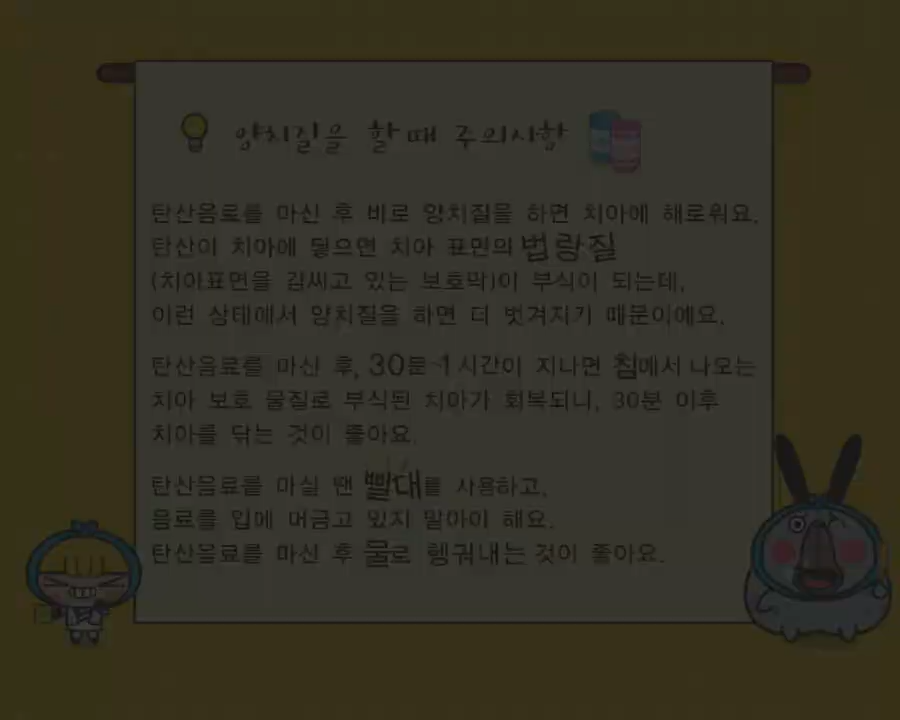 양치질을 할 때 주의사항
탄산음료를 마신 후 바로 양치질을 하면 치아에 해로워요.
탄산이 치아에 닿으면 치아 표면의 법랑질
(치아표면을 감싸고 있는 보호막)이 부식이 되는데,
이런 상태에서 양치질을 하면 더 벗겨지기 때문이에요.
탄산음료를 마신 후, 30분~1시간이 지나면 침에서 나오는
치아 보호 물질로 부식된 치아가 회복되니, 30분 이후
치아를 닦는 것이 좋아요.
탄산음료를 마실 땐 빨대를 사용하고,
음료를 입에 머금고 있지 말아야 해요.
탄산음료를 마신 후 물로 헹궈내는 것이 좋아요.